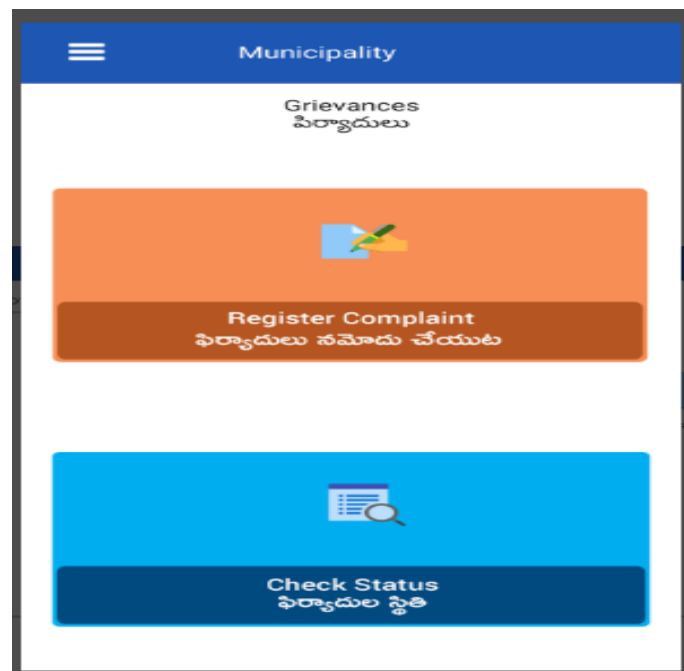 Municipality
Grievances
పిర్యాదులు
Register Complaint
ఫిర్యాదులు నమోదు చేయుట
Check Status
ఫిర్యాదుల స్థితి